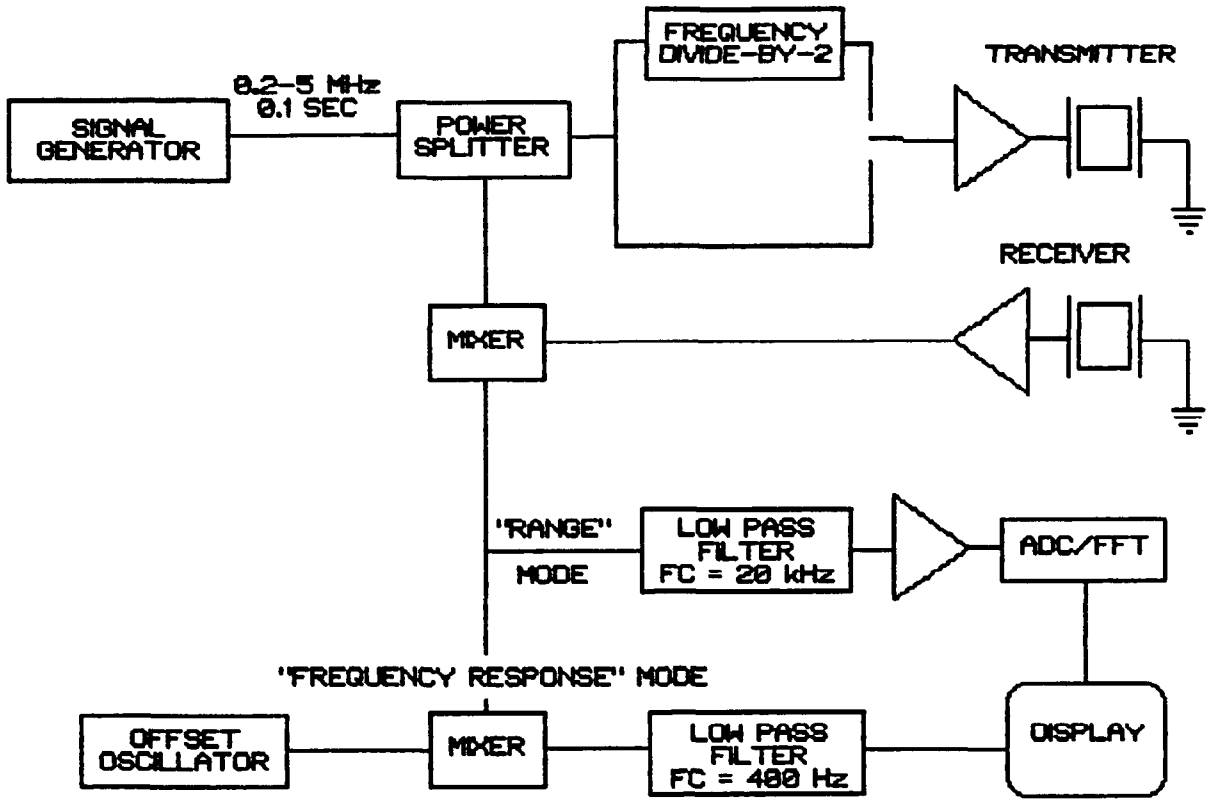 FREQUENCY
DIVIDE-BY-2
TRANSMITTER
0.2-5 MHz
0.1 SEC
SIGNAL
GENERATOR
POWER
SPLITTER
RECEIVER
MIXER
"RANGE"
MODE
LOW PASS
FILTER
FC = 20 kHz
ADC/FFT
"FREQUENCY RESPONSE" MODE
OFFSET
OSCILLATOR
MIXER
LOW PASS
FILTER
FC = 400 Hz
DISPLAY